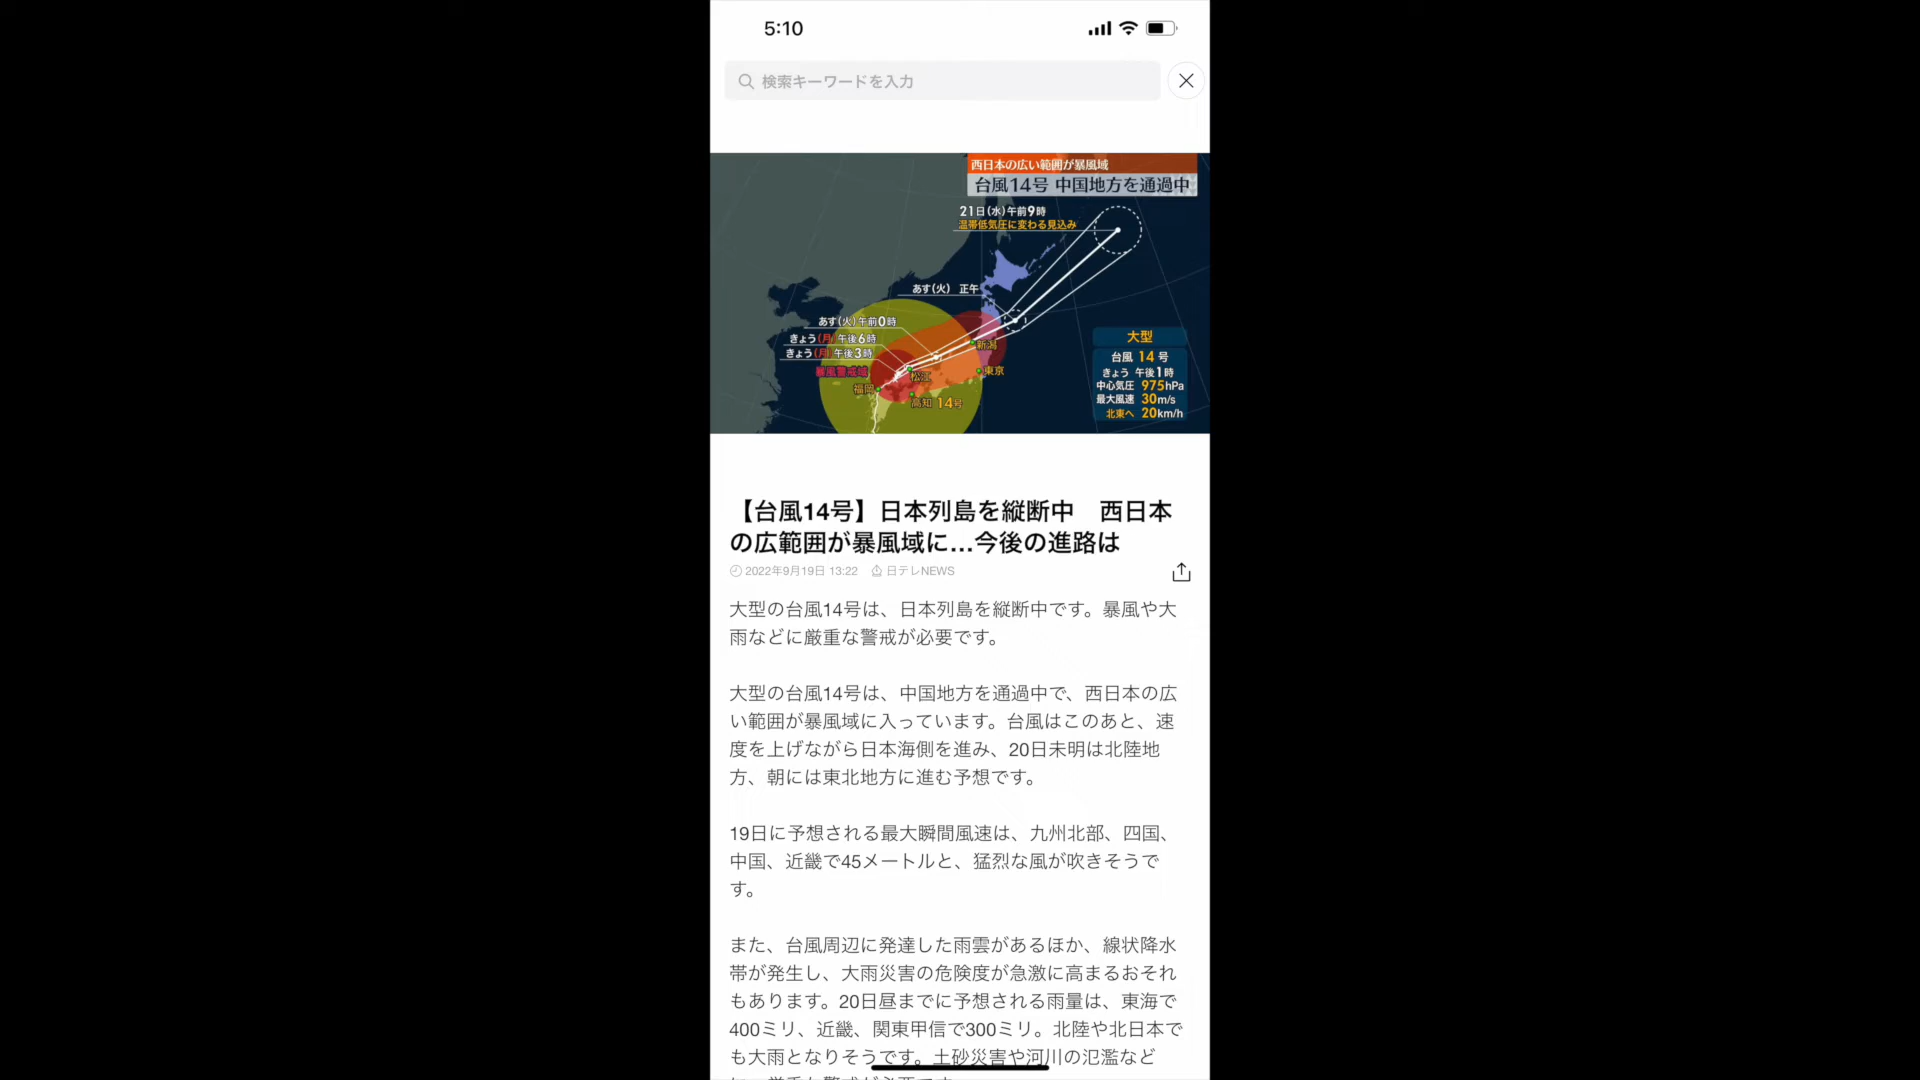 5:10
検索キーワードを入力
西日本の広い範囲が暴風域
台風14号 中国地方を通過中
21日(水)午前9時
温帯低気圧に変わる見込み
あす(火) 正午
あす(火)午前0時
きょう(月)午後6時
きょう(月)午後3時
暴風警戒域
新潟
松江
東京
福岡
高知
14号
大型
台風 14 号
きょう 午後1時
中心気圧 975hPa
最大風速 30m/s
北東へ 20km/h
【台風14号】日本列島を縦断中 西日本
の広範囲が暴風域に…今後の進路は
2022年9月19日 13:22 日テレNEWS
大型の台風14号は、日本列島を縦断中です。暴風や大
雨などに厳重な警戒が必要です。
大型の台風14号は、中国地方を通過中で、西日本の広
い範囲が暴風域に入っています。台風はこのあと、速
度を上げながら日本海側を進み、20日未明は北陸地
方、朝には東北地方に進む予想です。
19日に予想される最大瞬間風速は、九州北部、四国、
中国、近畿で45メートルと、猛烈な風が吹きそうで
す。
また、台風周辺に発達した雨雲があるほか、線状降水
帯が発生し、大雨災害の危険度が急激に高まるおそれ
もあります。20日昼までに予想される雨量は、東海で
400ミリ、近畿、関東甲信で300ミリ。北陸や北日本で
も大雨となりそうです。土砂災害や河川の氾濫など